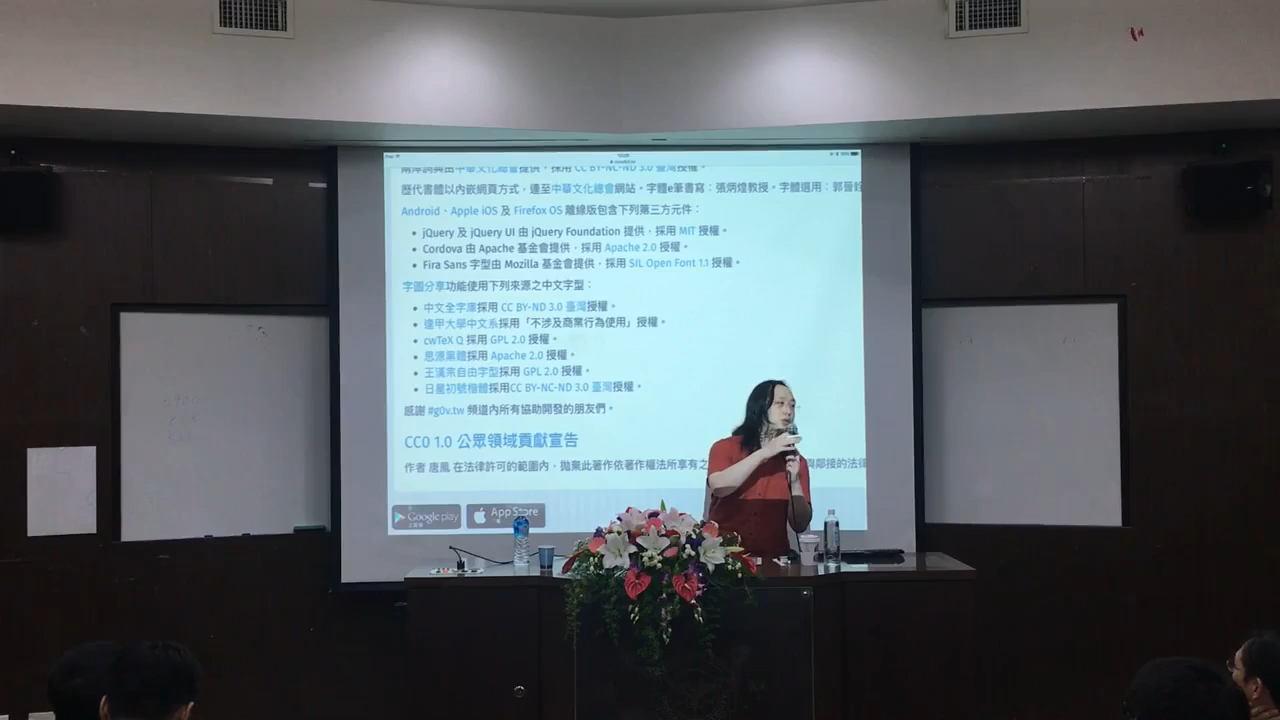 兩岸詞典由中華文化總會提供，採用 CC BY-NC-ND 3.0 臺灣授權。
歷代書體以內嵌網頁方式，連至中華文化總會網站。字體e筆書寫：張炳煌教授。字體選用：郭晉銓
Android、Apple iOS 及 Firefox OS 離線版包含下列第三方元件：
• jQuery 及 jQuery UI 由 jQuery Foundation 提供，採用 MIT 授權。
• Cordova 由 Apache 基金會提供，採用 Apache 2.0 授權。
• Fira Sans 字型由 Mozilla 基金會提供，採用 SIL Open Font 1.1 授權。
字圖分享功能使用下列來源之中文字型：
• 中文全字庫採用 CC BY-ND 3.0 臺灣授權。
• 逢甲大學中文系採用「不涉及商業行為使用」授權。
• cwTeX Q 採用 GPL 2.0 授權。
• 思源黑體採用 Apache 2.0 授權。
• 王漢宗自由字型採用 GPL 2.0 授權。
• 日星初號楷體採用CC BY-NC-ND 3.0 臺灣授權。
感謝 #g0v.tw 頻道內所有協助開發的朋友們。
CC0 1.0 公眾領域貢獻宣告
作者 唐鳳 在法律許可的範圍內，拋棄此著作依著作權法所享有之 與鄰接的法律
Google play App Store